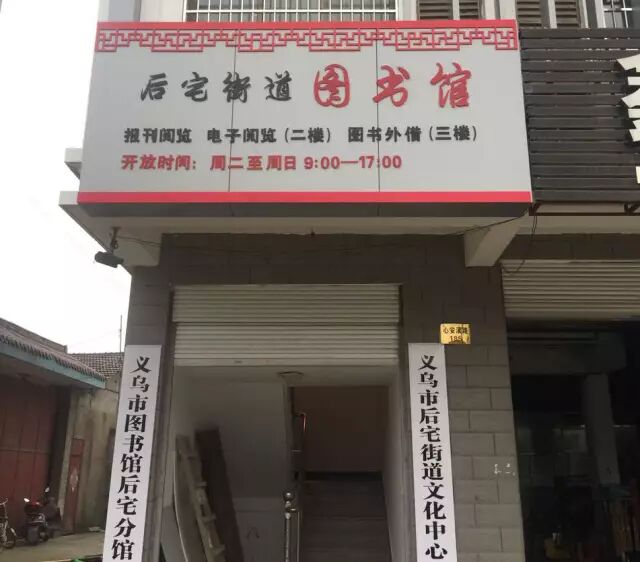 后宅街道图书馆
报刊阅览 电子阅览(二楼) 图书外借(三楼)
开放时间: 周二至周日 9:00—17:00
义乌市图书馆后宅分馆
义乌市后宅街道文化中心